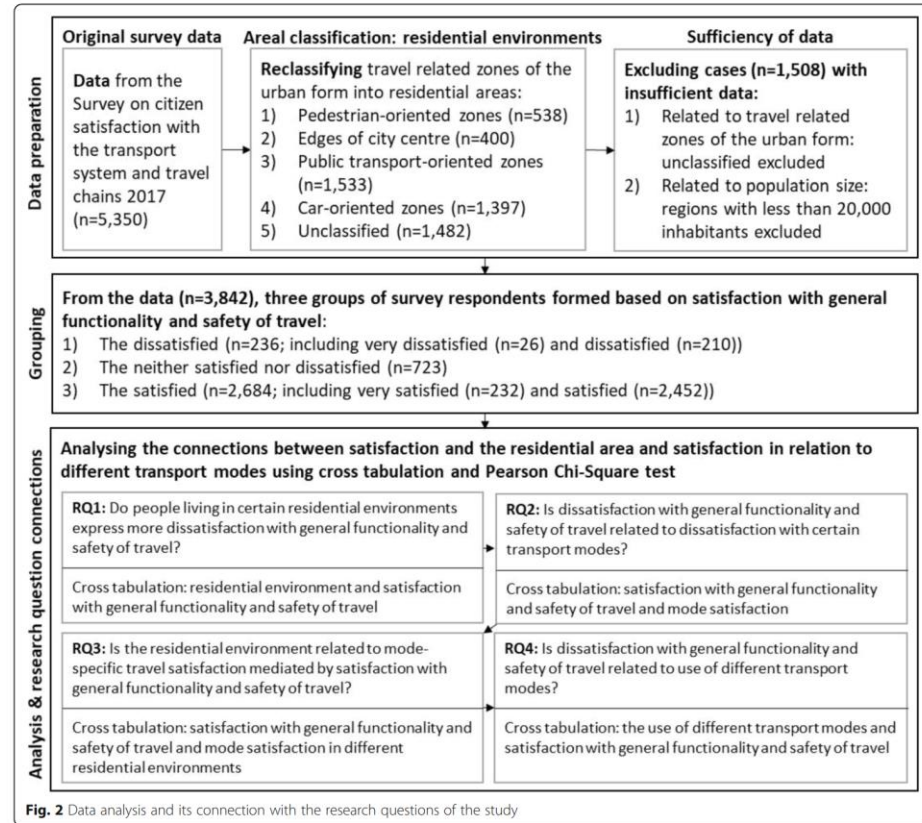 Original survey data
Areal classification: residential environments
Sufficiency of data
Data preparation
Data from the
Survey on citizen
satisfaction with
the transport
system and travel
chains 2017
(n=5,350)
Reclassifying travel related zones of the
urban form into residential areas:
1) Pedestrian-oriented zones (n=538)
2) Edges of city centre (n=400)
3) Public transport-oriented zones
(n=1,533)
4) Car-oriented zones (n=1,397)
5) Unclassified (n=1,482)
Excluding cases (n=1,508) with
insufficient data:
1) Related to travel related
zones of the urban form:
unclassified excluded
2) Related to population size:
regions with less than 20,000
inhabitants excluded
Grouping
From the data (n=3,842), three groups of survey respondents formed based on satisfaction with general
functionality and safety of travel:
1) The dissatisfied (n=236; including very dissatisfied (n=26) and dissatisfied (n=210))
2) The neither satisfied nor dissatisfied (n=723)
3) The satisfied (n=2,684; including very satisfied (n=232) and satisfied (n=2,452))
Analysis & research question connections
Analysing the connections between satisfaction and the residential area and satisfaction in relation to
different transport modes using cross tabulation and Pearson Chi-Square test
RQ1: Do people living in certain residential environments
express more dissatisfaction with general functionality and
safety of travel?
Cross tabulation: residential environment and satisfaction
with general functionality and safety of travel
RQ2: Is dissatisfaction with general functionality and
safety of travel related to dissatisfaction with certain
transport modes?
Cross tabulation: satisfaction with general functionality
and safety of travel and mode satisfaction
RQ3: Is the residential environment related to mode-
specific travel satisfaction mediated by satisfaction with
general functionality and safety of travel?
Cross tabulation: satisfaction with general functionality and
safety of travel and mode satisfaction in different
residential environments
RQ4: Is dissatisfaction with general functionality and
safety of travel related to use of different transport
modes?
Cross tabulation: the use of different transport modes and
satisfaction with general functionality and safety of travel
Fig. 2 Data analysis and its connection with the research questions of the study